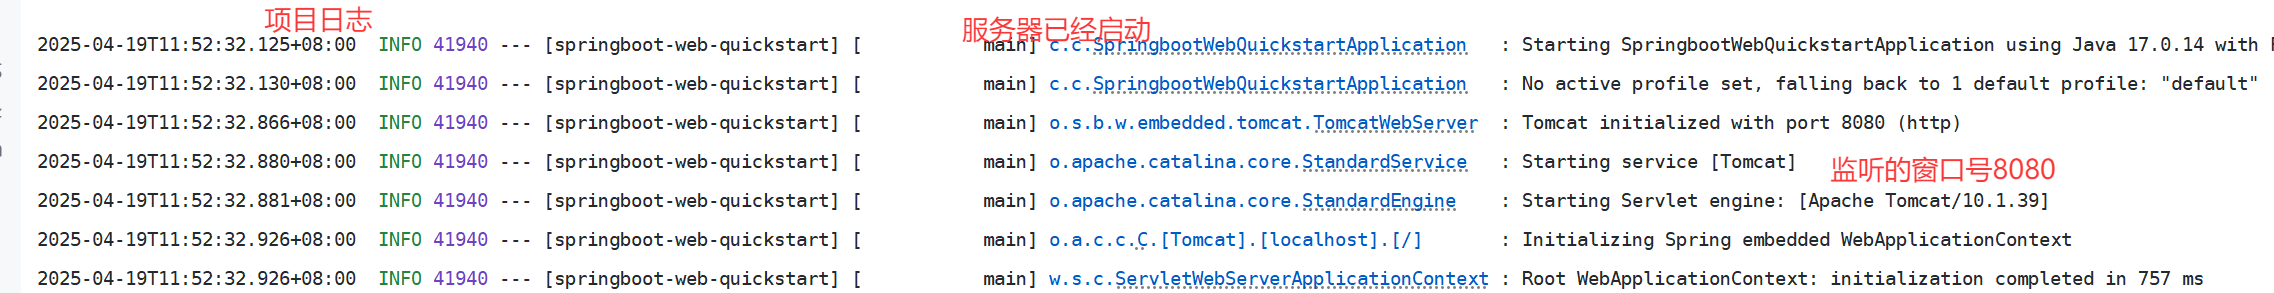 项目日志
服务器已经启动
2025-04-19T11:52:32.125+08:00  INFO 41940 --- [springboot-web-quickstart] [           main] c.c.SpringbootWebQuickstartApplication   : Starting SpringbootWebQuickstartApplication using Java 17.0.14 with
2025-04-19T11:52:32.130+08:00  INFO 41940 --- [springboot-web-quickstart] [           main] c.c.SpringbootWebQuickstartApplication   : No active profile set, falling back to 1 default profile: "default"
2025-04-19T11:52:32.866+08:00  INFO 41940 --- [springboot-web-quickstart] [           main] o.s.b.w.embedded.tomcat.TomcatWebServer  : Tomcat initialized with port 8080 (http)
2025-04-19T11:52:32.880+08:00  INFO 41940 --- [springboot-web-quickstart] [           main] o.apache.catalina.core.StandardService   : Starting service [Tomcat]
监听的窗口号8080
2025-04-19T11:52:32.881+08:00  INFO 41940 --- [springboot-web-quickstart] [           main] o.apache.catalina.core.StandardEngine    : Starting Servlet engine: [Apache Tomcat/10.1.39]
2025-04-19T11:52:32.926+08:00  INFO 41940 --- [springboot-web-quickstart] [           main] o.a.c.c.C.[Tomcat].[localhost].[/]       : Initializing Spring embedded WebApplicationContext
2025-04-19T11:52:32.926+08:00  INFO 41940 --- [springboot-web-quickstart] [           main] w.s.c.ServletWebServerApplicationContext : Root WebApplicationContext: initialization completed in 757 ms